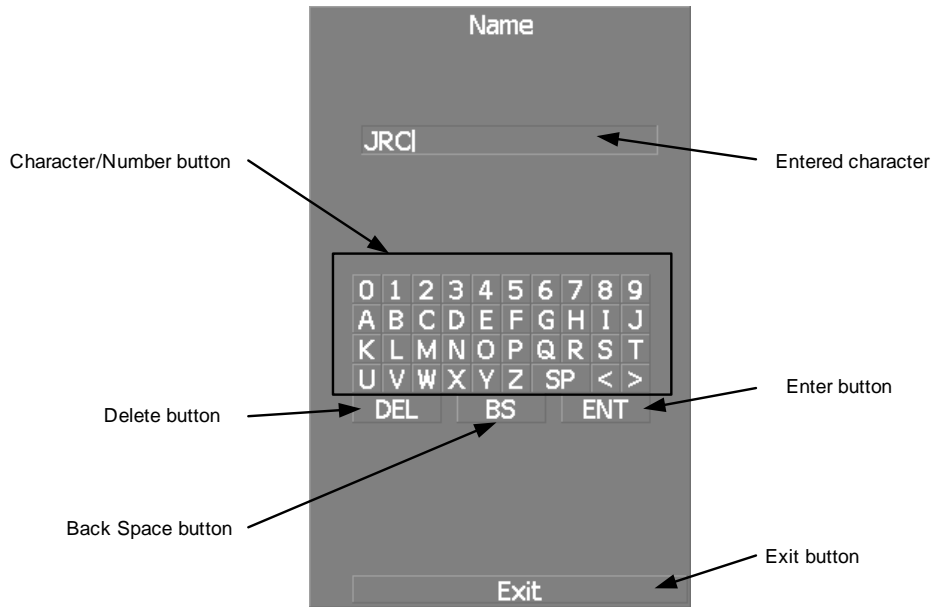 Name
JRC
Character/Number button
Entered character
0 1 2 3 4 5 6 7 8 9
A B C D E F G H I J
K L M N O P Q R S T
U V W X Y Z SP < >
Enter button
DEL BS ENT
Delete button
Back Space button
Exit button
Exit